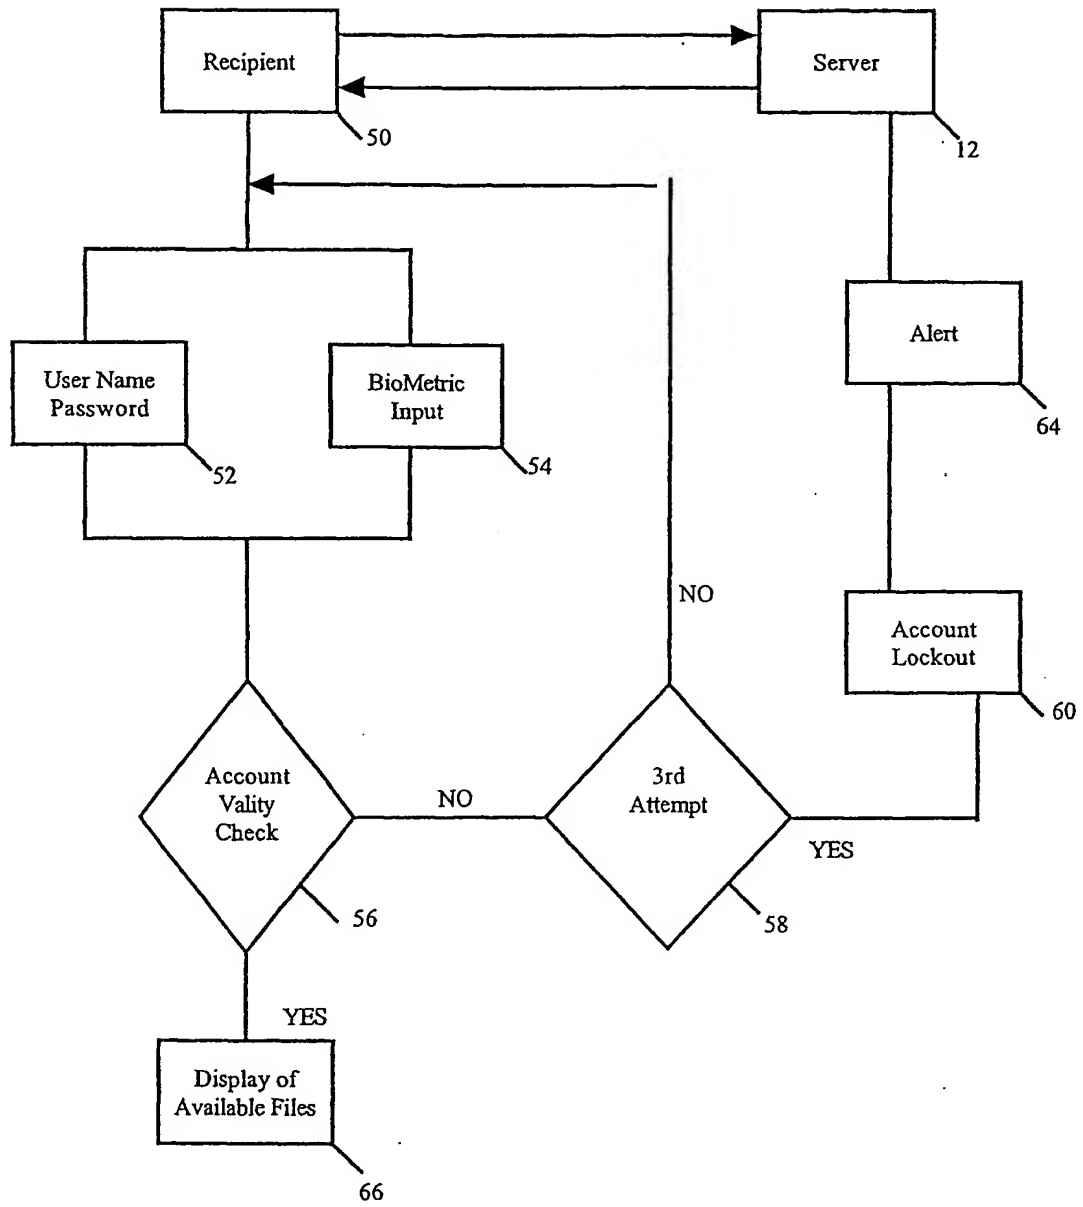 Recipient
Server
50
12
User Name
Password
BioMetric
Input
Alert
52
54
64
NO
Account
Lockout
60
Account
Vality
Check
NO
3rd
Attempt
YES
56
58
YES
Display of
Available Files
66